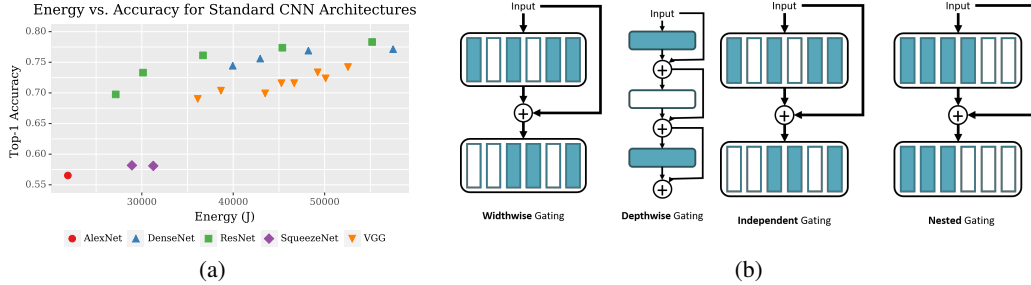 Energy vs. Accuracy for Standard CNN Architectures
Top-1 Accuracy
0.80
0.75
0.70
0.65
0.60
0.55
30000 40000 50000
Energy (J)
AlexNet DenseNet ResNet SqueezeNet VGG
(a)
Input Input Input Input
+ + + +
+
+
Widthwise Gating Depthwise Gating Independent Gating Nested Gating
(b)